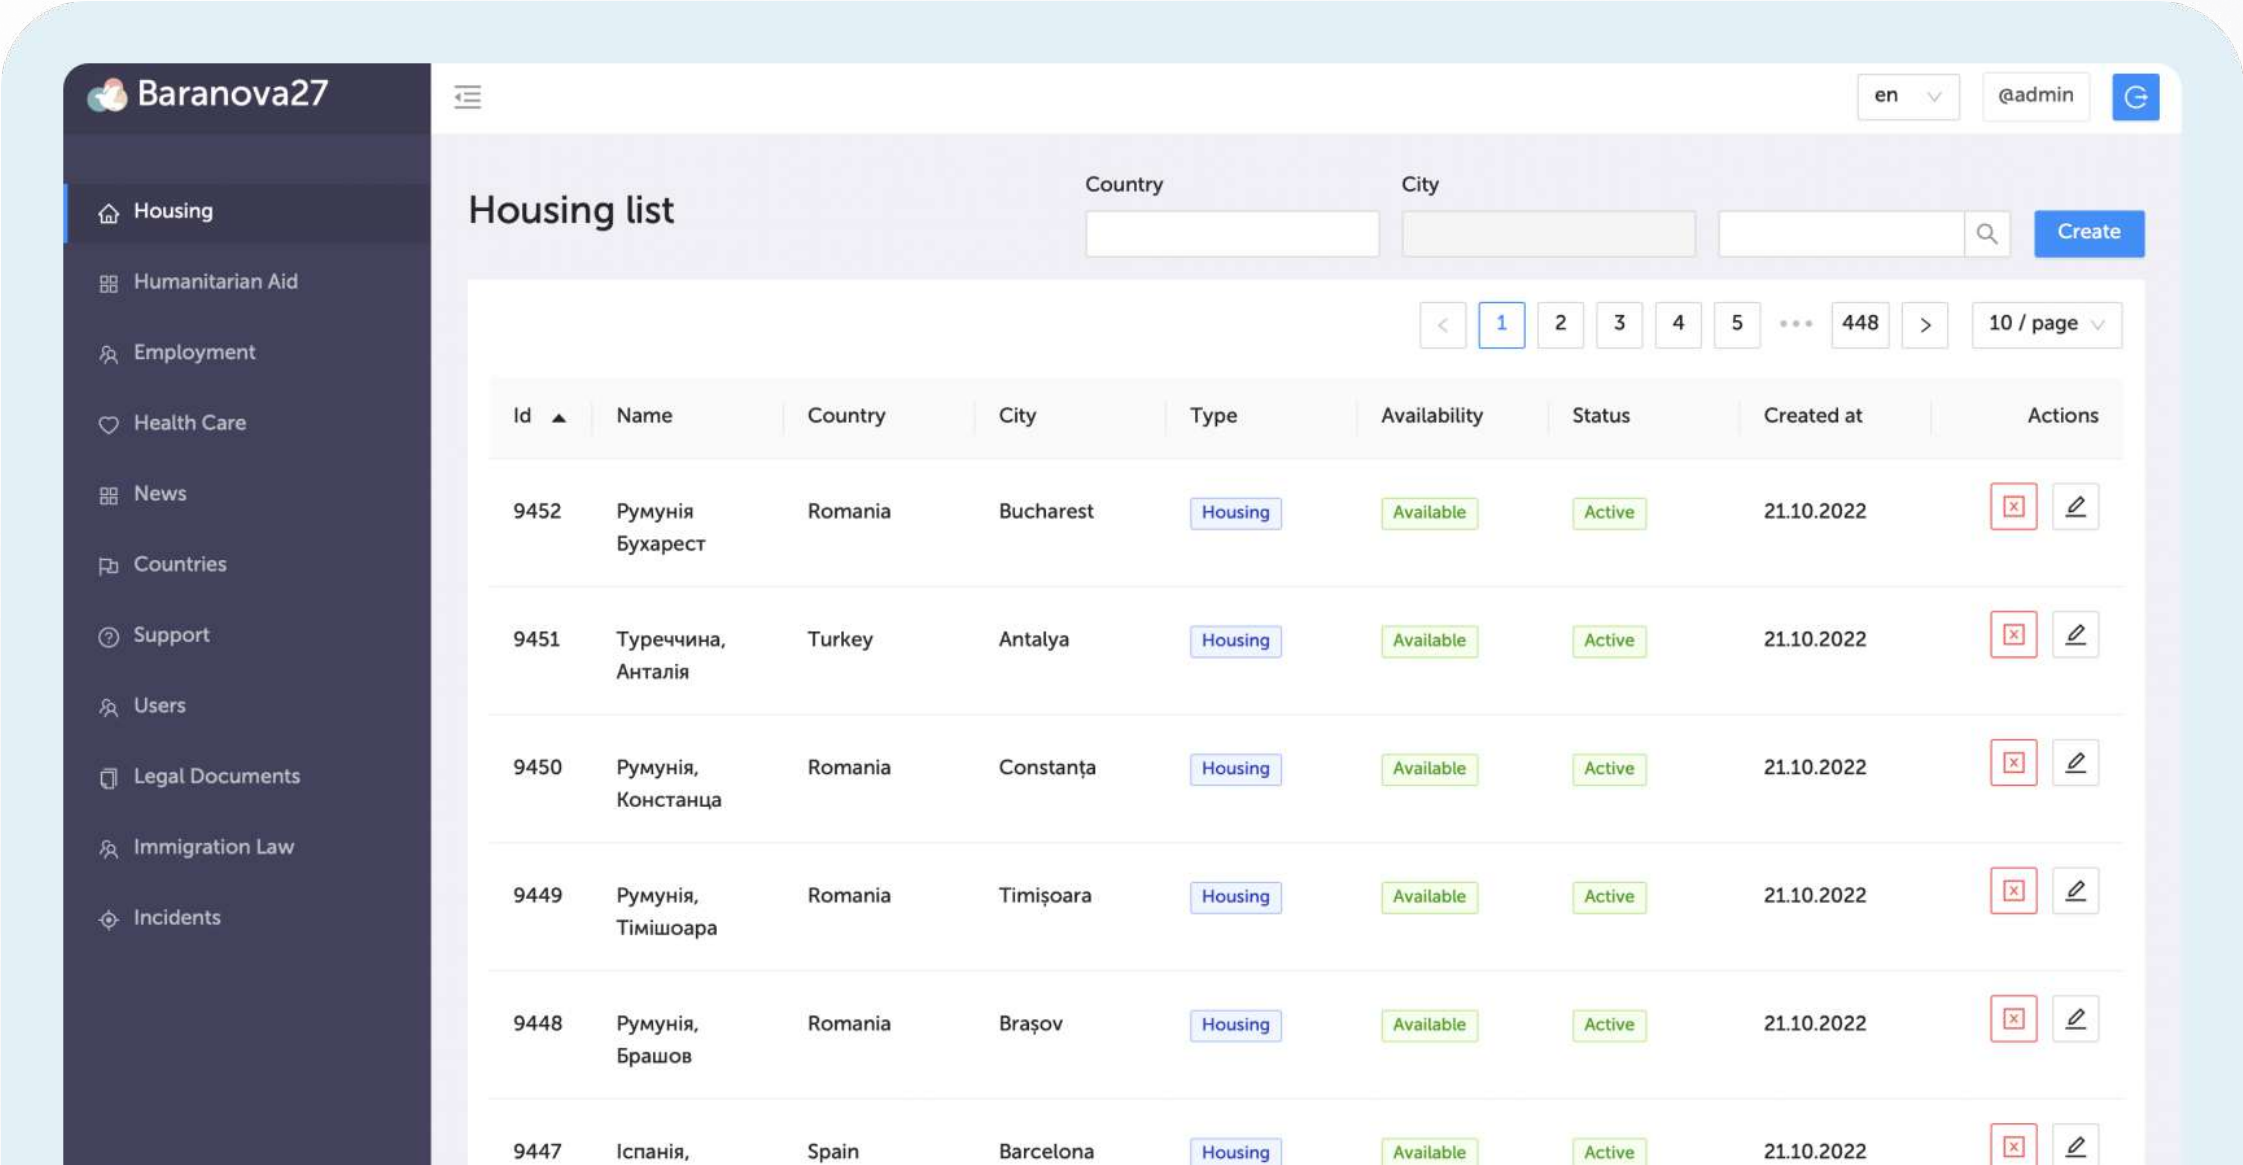 Baranova27
en
@admin
Housing
Humanitarian Aid
Employment
Health Care
News
Countries
Support
Users
Legal Documents
Immigration Law
Incidents
Housing list
Country
City
Create
1 2 3 4 5 ••• 448
10 / page
Id Name Country City Type Availability Status Created at Actions
9452 Румунія Romania Bucharest Housing Available Active 21.10.2022
Бухарест
9451 Туреччина, Turkey Antalya Housing Available Active 21.10.2022
Анталія
9450 Румунія, Romania Constanța Housing Available Active 21.10.2022
Констанца
9449 Румунія, Romania Timișoara Housing Available Active 21.10.2022
Тімішоара
9448 Румунія, Romania Brașov Housing Available Active 21.10.2022
Брашов
9447 Іспанія, Spain Barcelona Housing Available Active 21.10.2022